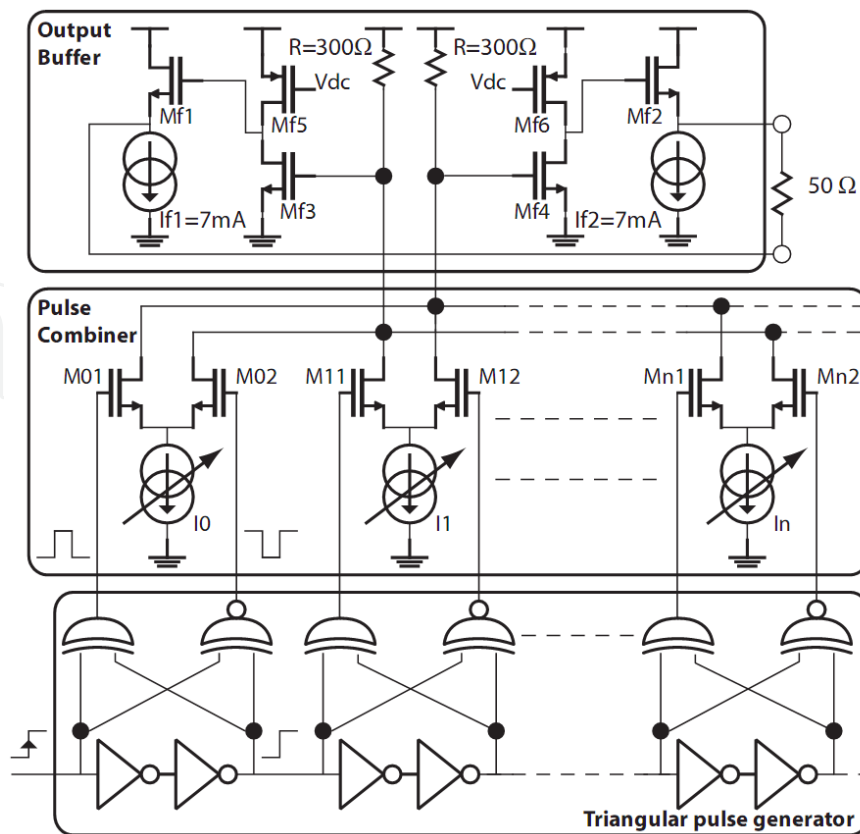 Output
Buffer
R=300Ω
R=300Ω
Vdc
Vdc
Mf1
Mf5
Mf6
Mf2
Mf3
Mf4
If1=7mA
If2=7mA
50 Ω
Pulse
Combiner
M01
M02
M11
M12
Mn1
Mn2
I0
I1
In
Triangular pulse generator